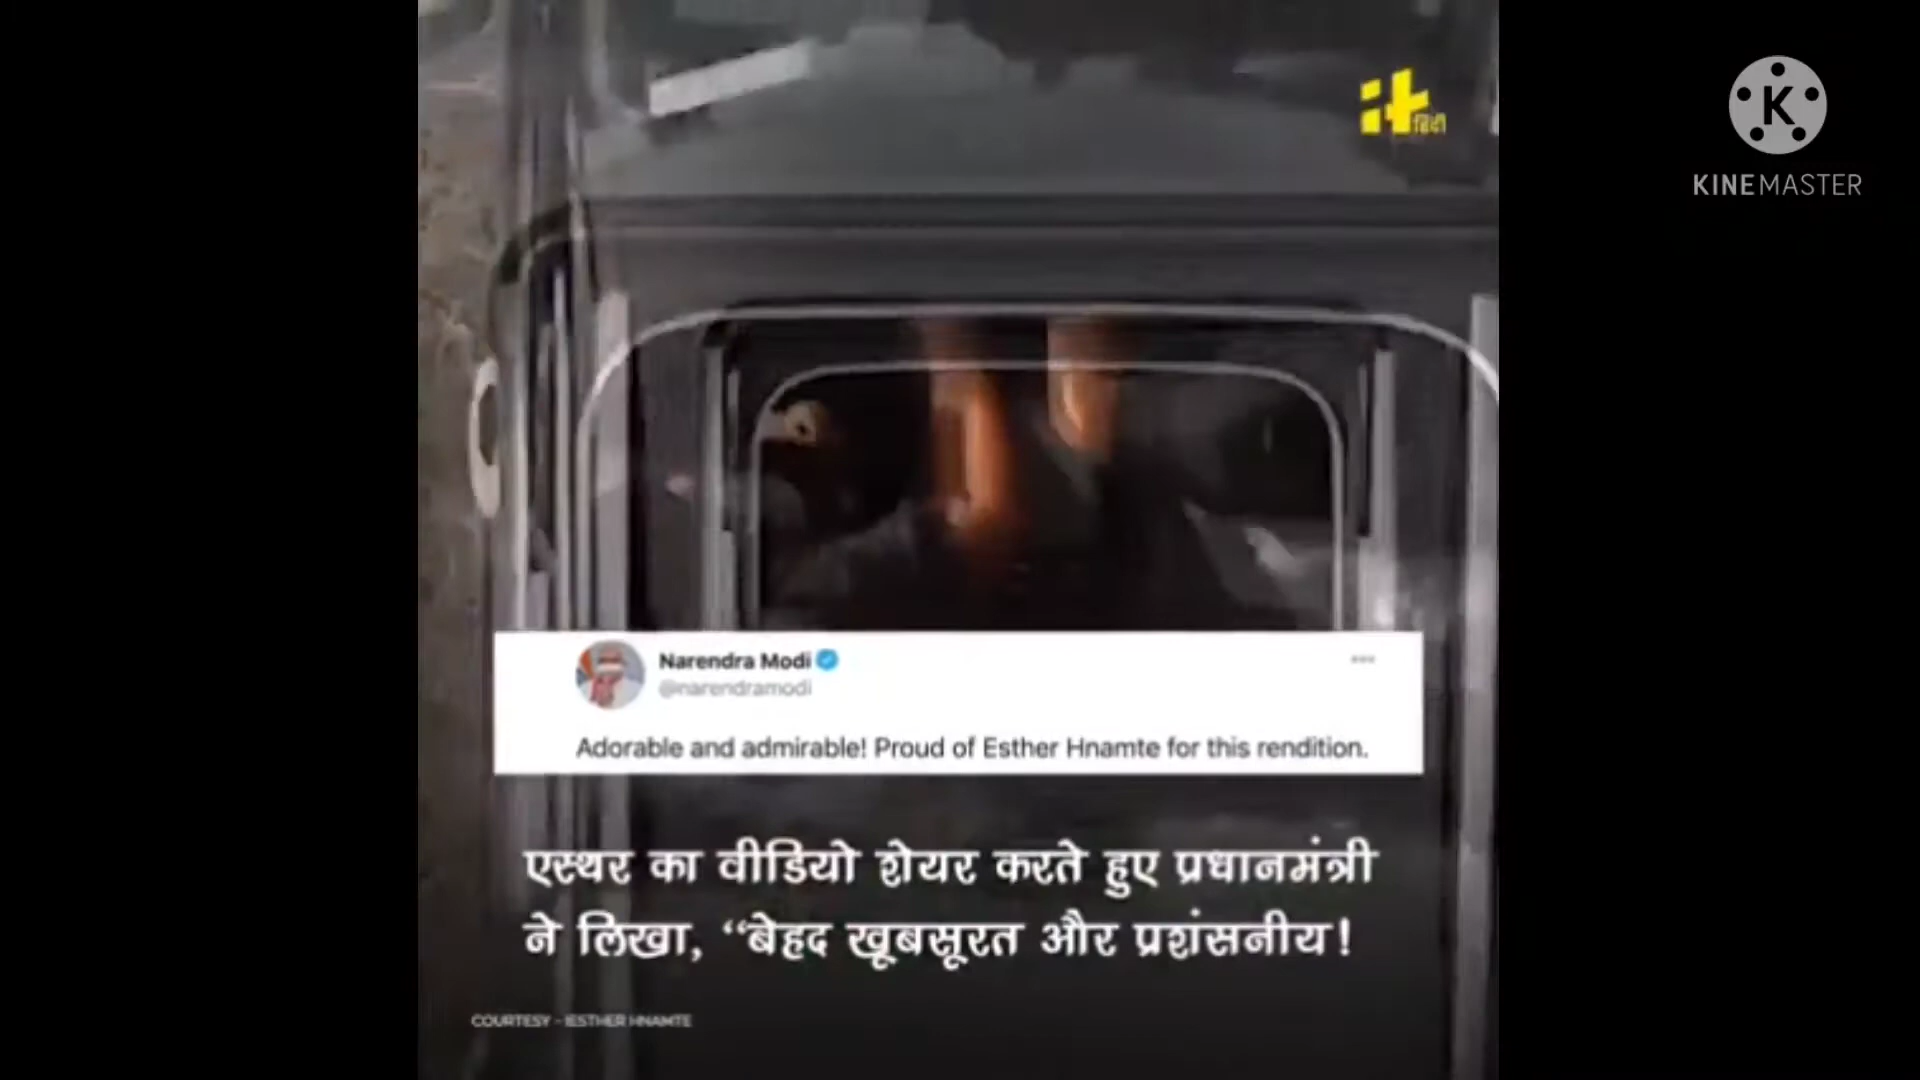 हिंदी
K
KINEMASTER
Narendra Modi
@narendramodi
Adorable and admirable! Proud of Esther Hnamte for this rendition.
एस्थर का वीडियो शेयर करते हुए प्रधानमंत्री
ने लिखा, “बेहद खूबसूरत और प्रशंसनीय!
COURTESY - ESTHER HNAMTE